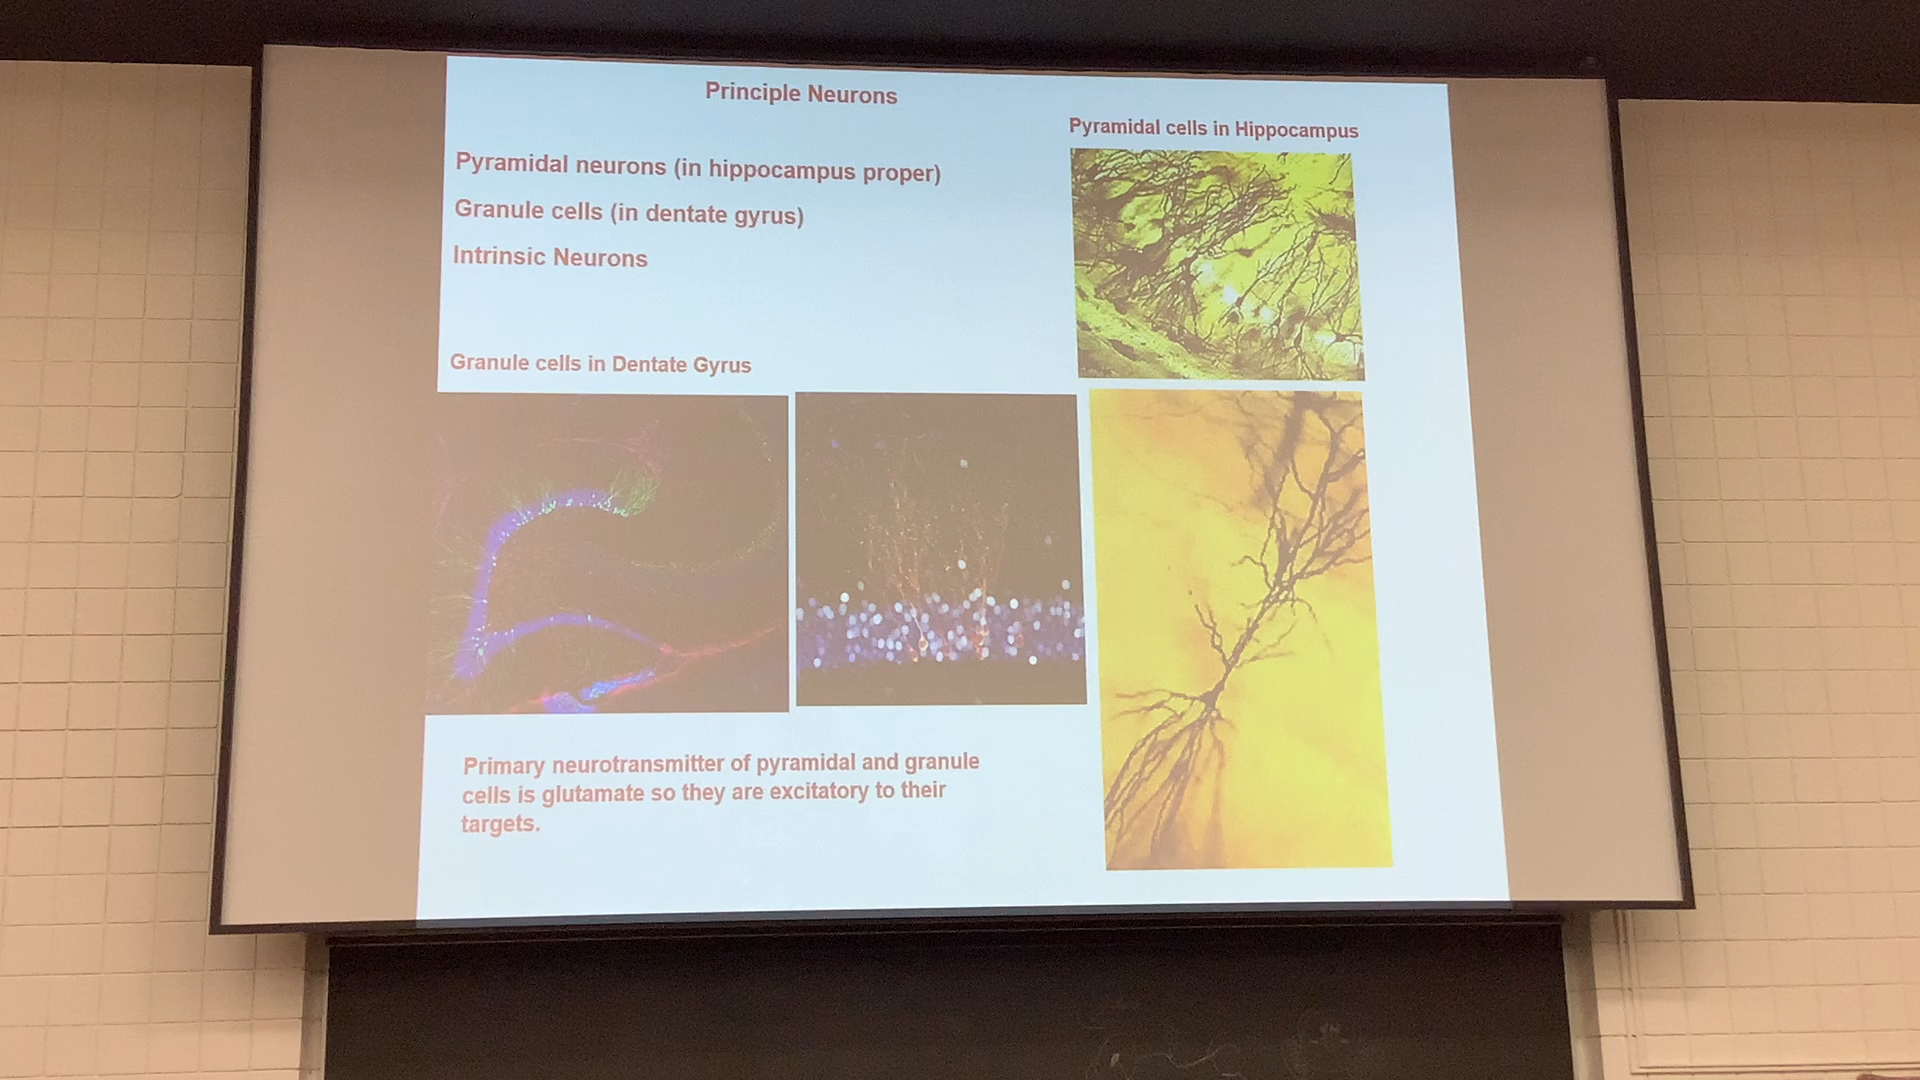 Principle Neurons
Pyramidal cells in Hippocampus
Pyramidal neurons (in hippocampus proper)
Granule cells (in dentate gyrus)
Intrinsic Neurons
Granule cells in Dentate Gyrus
Primary neurotransmitter of pyramidal and granule
cells is glutamate so they are excitatory to their
targets.